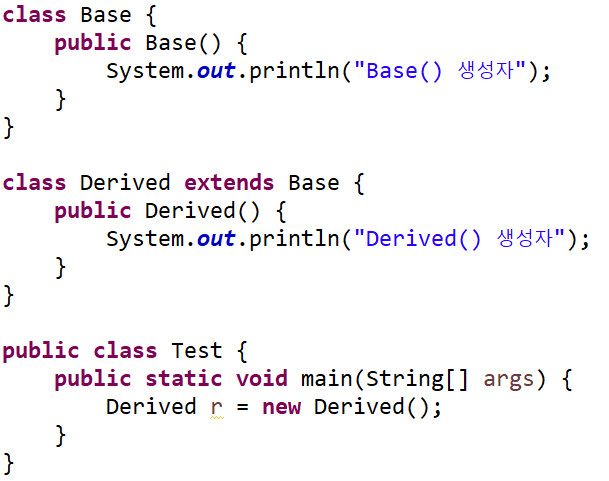 class Base {
    public Base() {
        System.out.println("Base() 생성자");
    }
}

class Derived extends Base {
    public Derived() {
        System.out.println("Derived() 생성자");
    }
}

public class Test {
    public static void main(String[] args) {
        Derived r = new Derived();
    }
}